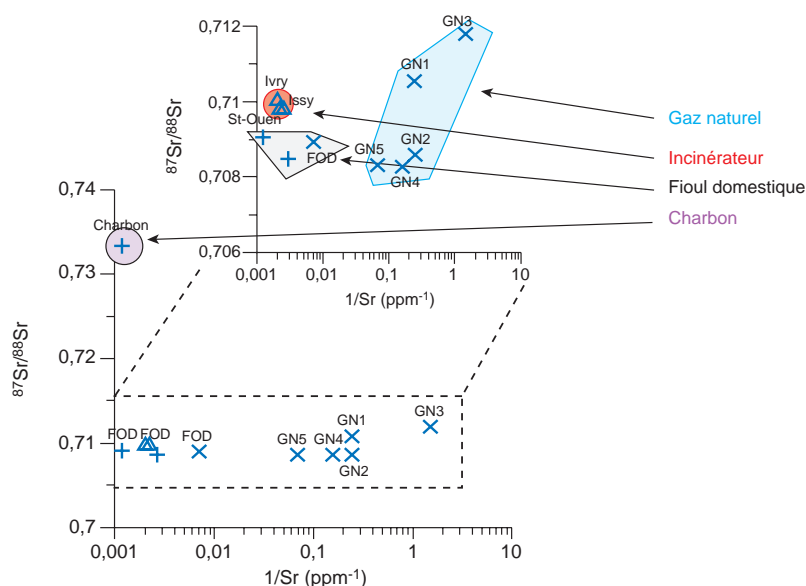 0,712
GN3
Ivry
GN1
0,71
Issy
Gaz naturel
St-Ouen
87Sr/88Sr
GN2
GN5
FOD
Incinérateur
0,708
GN4
Fioul domestique
0,74
Charbon
Charbon
0,706
0,001
0,01
0,1
1
10
1/Sr (ppm-1)
0,73
87Sr/88Sr
0,72
GN3
GN1
FOD
FOD
FOD
GN5
GN4
0,71
GN2
0,7
0,001
0,01
0,1
1
10
1/Sr (ppm-1)